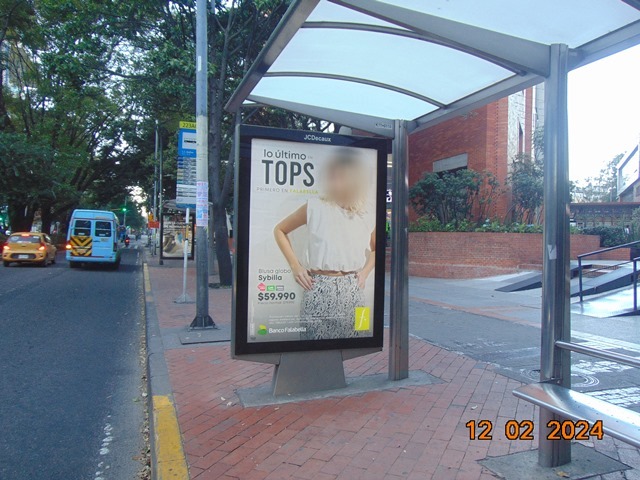 JCDecaux
lo último en
TOPS
PRIMERO EN FALABELLA
Blusa globo
Sybilla
$59.990
Banco Falabella
f.
12 02 2024